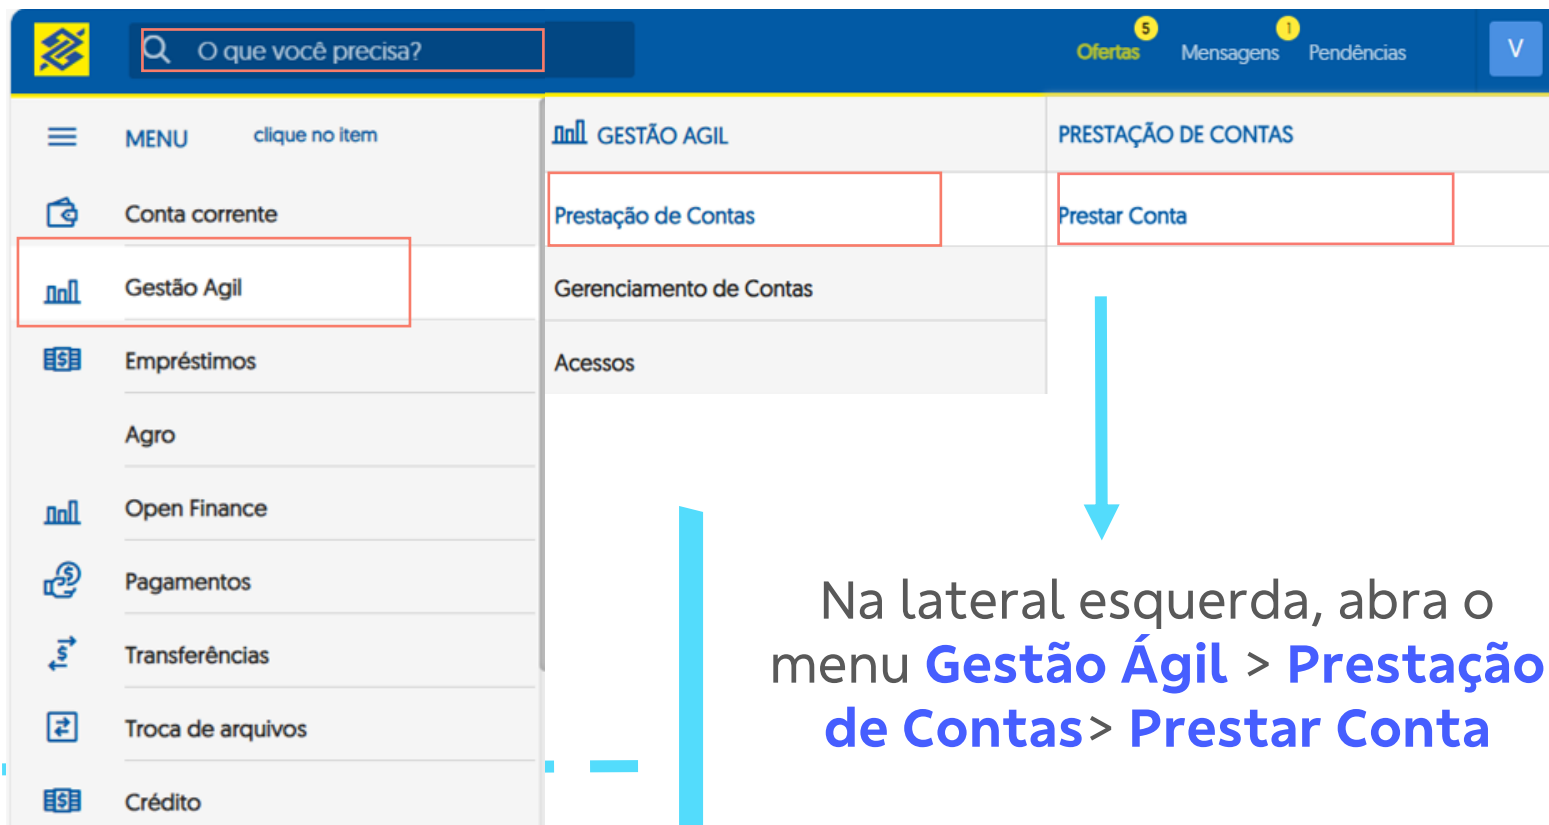 O que você precisa?
5
Ofertas
1
Mensagens
Pendências
V
MENU
clique no item
GESTÃO AGIL
PRESTAÇÃO DE CONTAS
Conta corrente
Prestação de Contas
Prestar Conta
Gestão Agil
Gerenciamento de Contas
Empréstimos
Acessos
Agro
Open Finance
Pagamentos
Transferências
Troca de arquivos
Crédito
Na lateral esquerda, abra o
menu Gestão Ágil > Prestação
de Contas> Prestar Conta